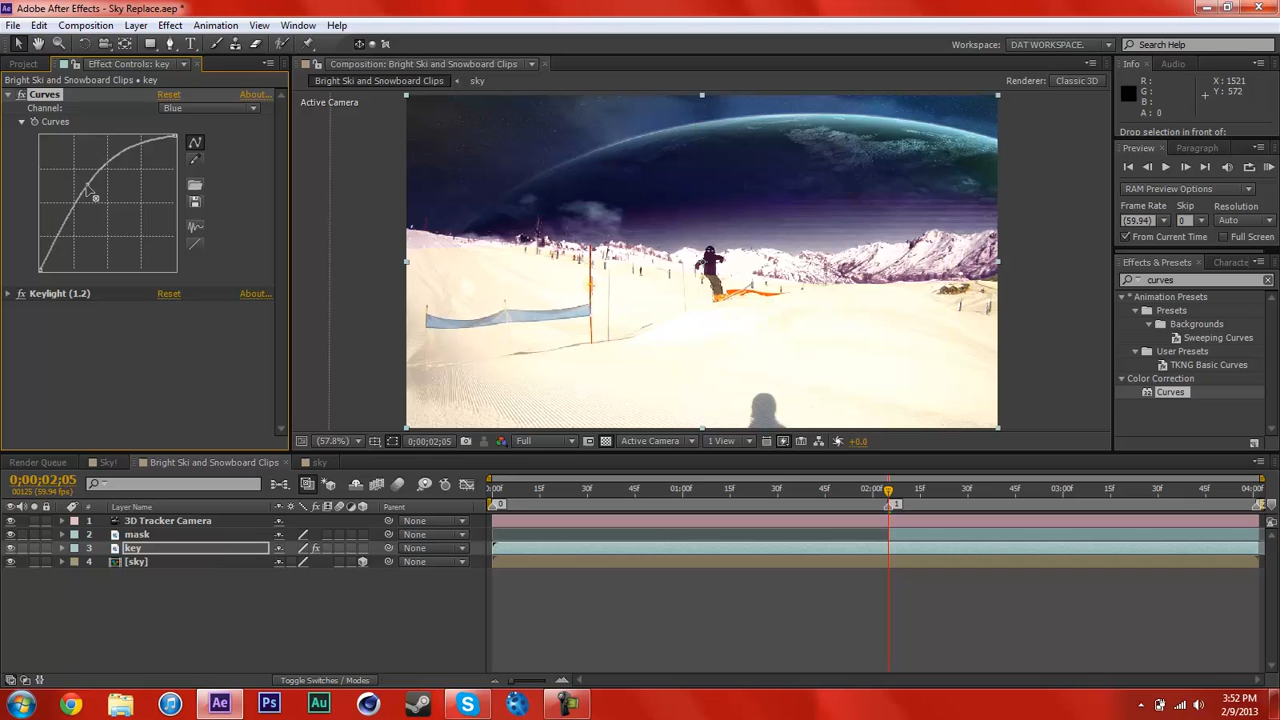 Adobe After Effects - Sky Replace.aep *
File Edit Composition Layer Effect Animation View Window Help
Workspace: DAT WORKSPACE. Search Help
Project Effect Controls: key Composition: Bright Ski and Snowboard Clips Info Audio
Bright Ski and Snowboard Clips • key
Bright Ski and Snowboard Clips sky Renderer: Classic 3D
R: X: 1521
G: Y: 572
B:
A: 0
Drop selection in front of:
Curves Reset About...
Channel: Blue
Curves
Keylight (1.2) Reset About...
Active Camera
Preview Paragraph
RAM Preview Options
Frame Rate Skip Resolution
(59.94) 0 Auto
From Current Time Full Screen
Effects & Presets Characte
curves
* Animation Presets
Presets
Backgrounds
Sweeping Curves
User Presets
TKNG Basic Curves
Color Correction
Curves
(57.8%) 0;00;02;05 Full Active Camera 1 View +0.0
Render Queue Sky! Bright Ski and Snowboard Clips sky
0;00;02;05
00125 (59.94 fps)
0:00f 15f 30f 45f 01:00f 15f 30f 45f 02:00f 15f 30f 45f 03:00f 15f 30f 45f 04:00f
# Layer Name Parent
0 1
1 3D Tracker Camera None
2 mask None
3 key None
4 [sky] None
Toggle Switches / Modes
Ae Ps Au
3:52 PM
2/9/2013